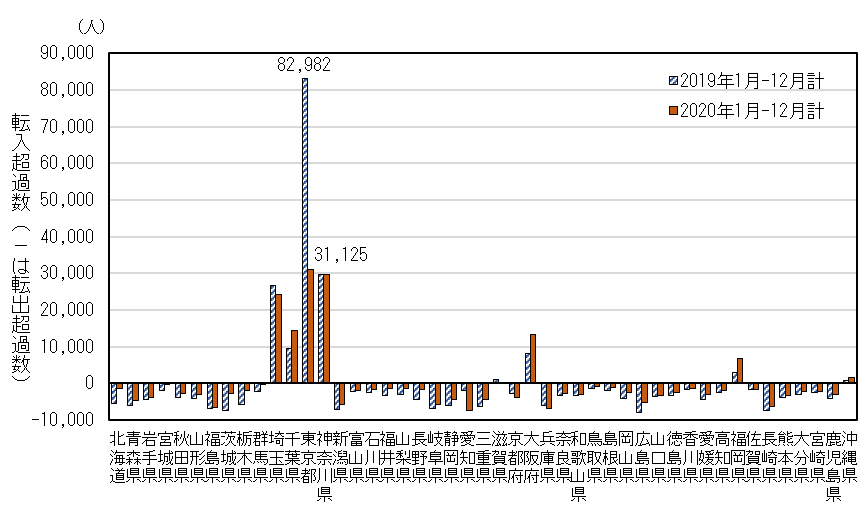 (人)
90,000
80,000
70,000
60,000
50,000
40,000
30,000
20,000
10,000
0
-10,000
転入超過数(-は転出超過数)
82,982
31,125
2019年1月-12月計
2020年1月-12月計
北海道
青森県
岩手県
宮城県
秋田県
山形県
福島県
茨城県
栃木県
群馬県
埼玉県
千葉県
東京都
神奈川県
新潟県
富山県
石川県
福井県
山梨県
長野県
岐阜県
静岡県
愛知県
三重県
滋賀県
京都府
大阪府
兵庫県
奈良県
和歌山県
鳥取県
島根県
岡山県
広島県
山口県
徳島県
香川県
愛媛県
高知県
福岡県
佐賀県
長崎県
熊本県
大分県
宮崎県
鹿児島県
沖縄県